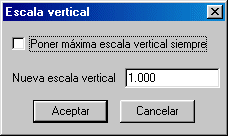 Escala vertical
Poner máxima escala vertical siempre
Nueva escala vertical 1.000
Aceptar Cancelar